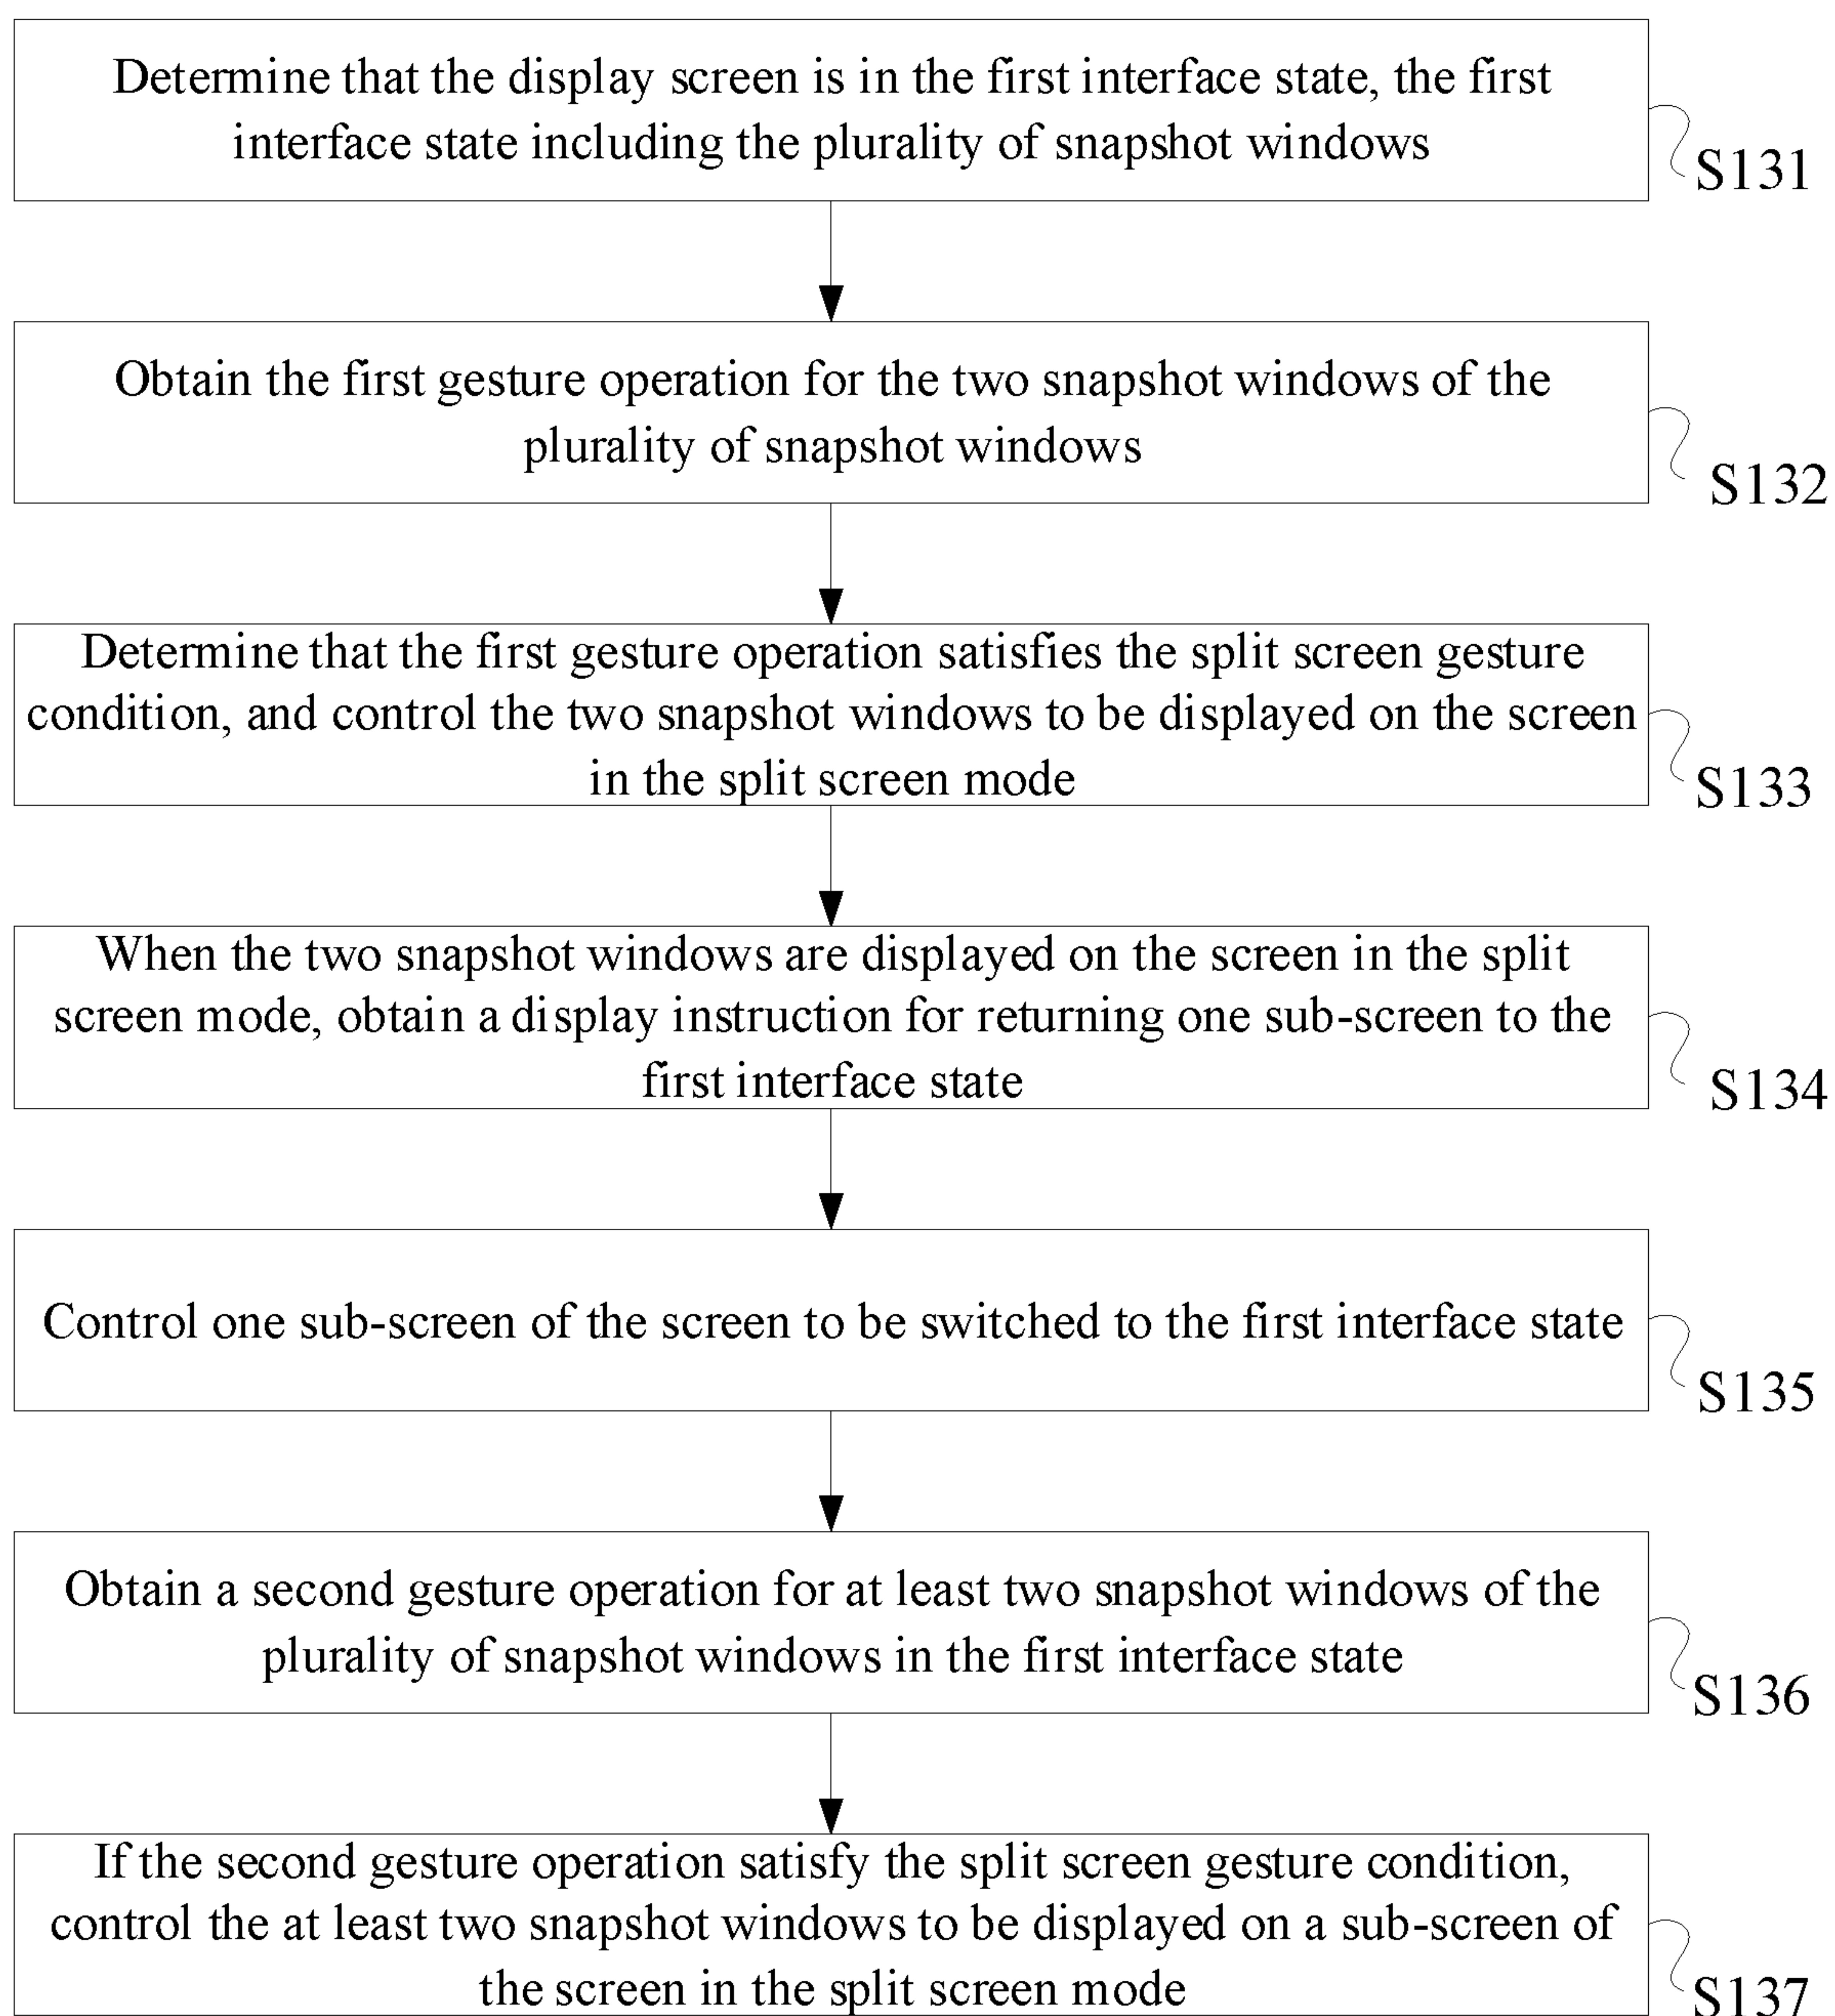 Determine that the display screen is in the first interface state, the first
interface state including the plurality of snapshot windows
S131
Obtain the first gesture operation for the two snapshot windows of the
plurality of snapshot windows
S132
Determine that the first gesture operation satisfies the split screen gesture
condition, and control the two snapshot windows to be displayed on the screen
in the split screen mode
S133
When the two snapshot windows are displayed on the screen in the split
screen mode, obtain a display instruction for returning one sub-screen to the
first interface state
S134
Control one sub-screen of the screen to be switched to the first interface state
S135
Obtain a second gesture operation for at least two snapshot windows of the
plurality of snapshot windows in the first interface state
S136
If the second gesture operation satisfy the split screen gesture condition,
control the at least two snapshot windows to be displayed on a sub-screen of
the screen in the split screen mode
S137